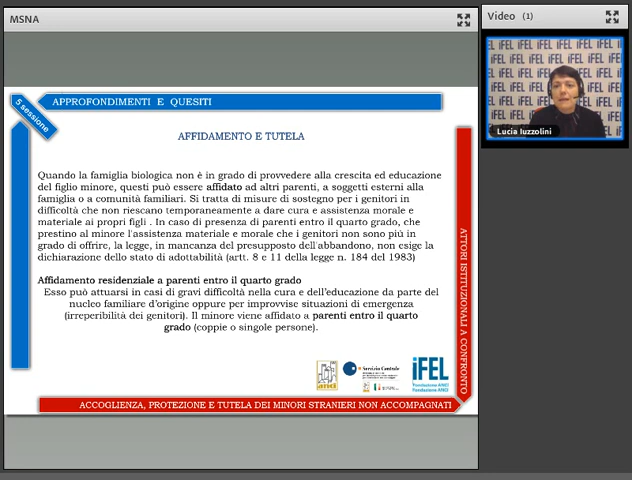 MSNA
Video (1)
iFEL
Lucia Iuzzolini
5 sessione
APPROFONDIMENTI E QUESITI
AFFIDAMENTO E TUTELA
Quando la famiglia biologica non è in grado di provvedere alla crescita ed educazione
del figlio minore, questi può essere affidato ad altri parenti, a soggetti esterni alla
famiglia o a comunità familiari. Si tratta di misure di sostegno per i genitori in
difficoltà che non riescano temporaneamente a dare cura e assistenza morale e
materiale ai propri figli . In caso di presenza di parenti entro il quarto grado, che
prestino al minore l'assistenza materiale e morale che i genitori non sono più in
grado di offrire, la legge, in mancanza del presupposto dell'abbandono, non esige la
dichiarazione dello stato di adottabilità (artt. 8 e 11 della legge n. 184 del 1983)
Affidamento residenziale a parenti entro il quarto grado
Esso può attuarsi in casi di gravi difficoltà nella cura e dell'educazione da parte del
nucleo familiare d'origine oppure per improvvise situazioni di emergenza
(irreperibilità dei genitori). Il minore viene affidato a parenti entro il quarto
grado (coppie o singole persone).
ATTORI ISTITUZIONALI A CONFRONTO
anci
Servizio Centrale
iFEL
Fondazione ANCI
ACCOGLIENZA, PROTEZIONE E TUTELA DEI MINORI STRANIERI NON ACCOMPAGNATI